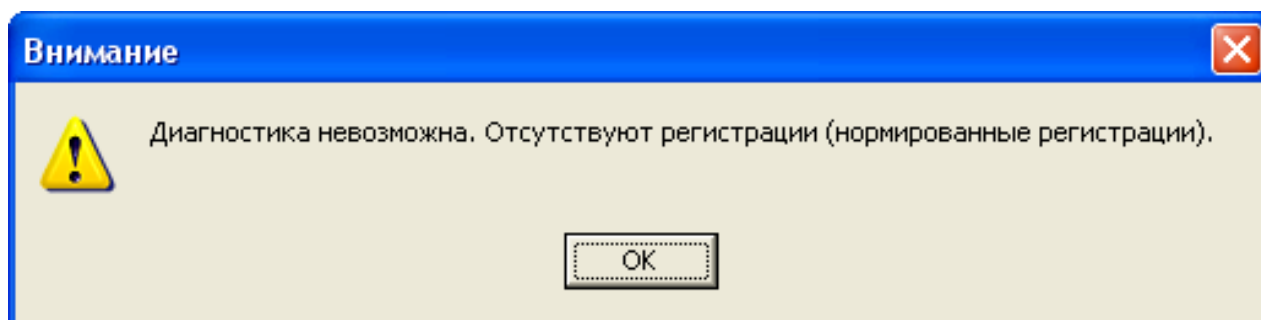 Внимание
Диагностика невозможна. Отсутствуют регистрации (нормированные регистрации).
OK